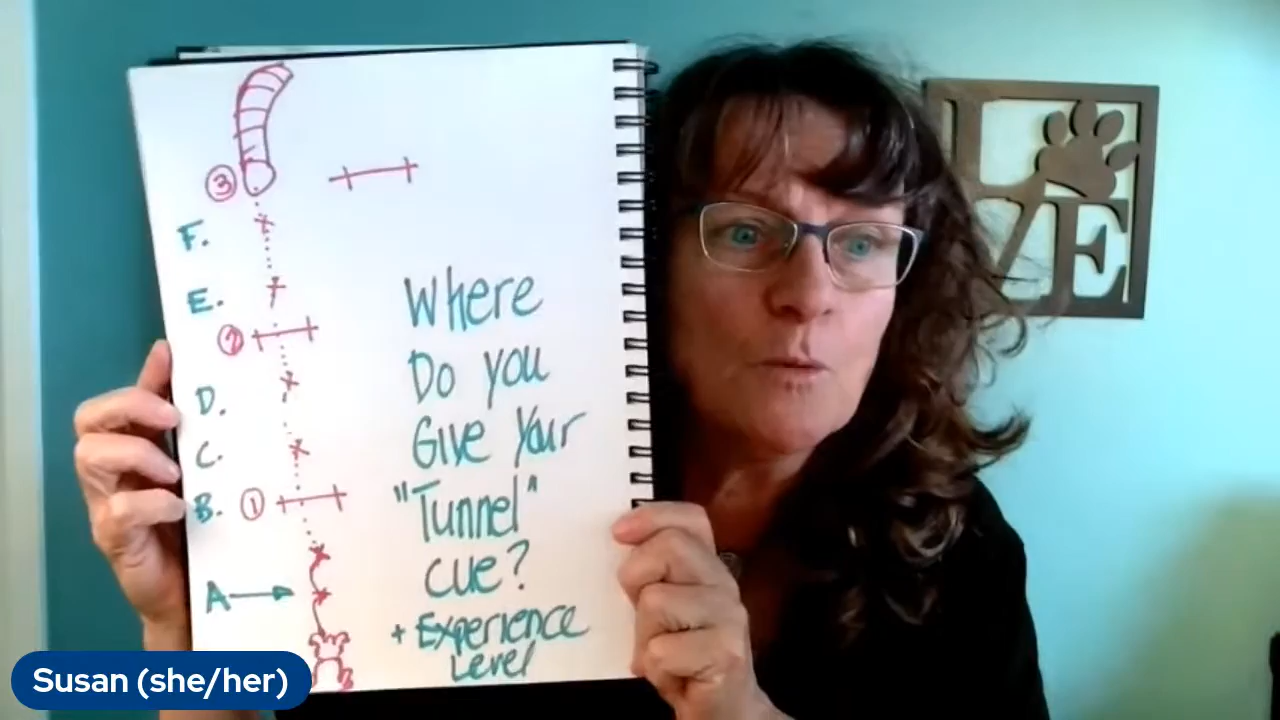 3
F.
E.
2
D.
C.
B.
1
A
Where
Do you
Give Your
"Tunnel"
cue?
+ Experience
Level
LOVE
Susan (she/her)